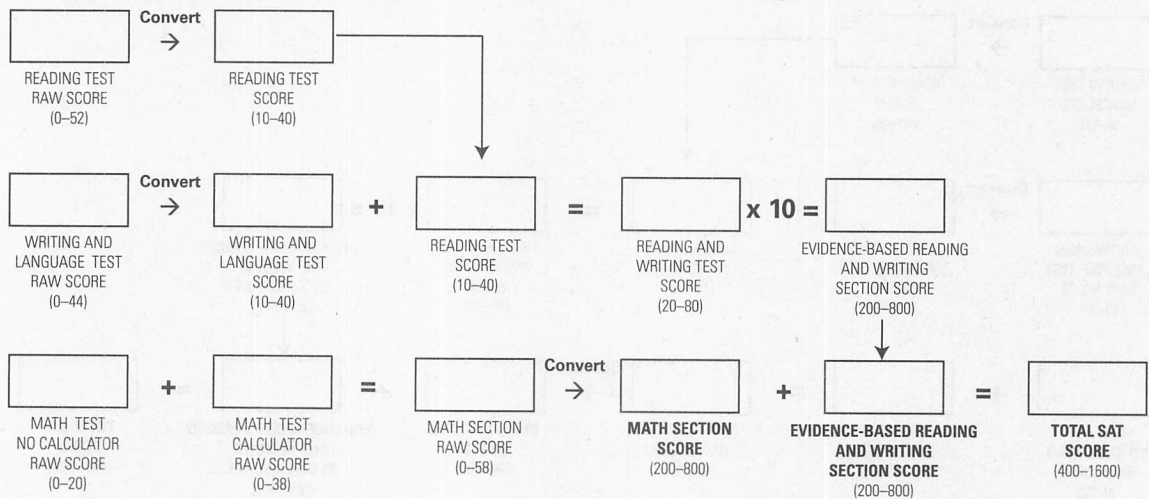 Convert
→
READING TEST
RAW SCORE
(0–52)
READING TEST
SCORE
(10–40)
Convert
→
+
=
x 10 =
WRITING AND
LANGUAGE TEST
RAW SCORE
(0–44)
WRITING AND
LANGUAGE TEST
SCORE
(10–40)
READING TEST
SCORE
(10–40)
READING AND
WRITING TEST
SCORE
(20–80)
EVIDENCE-BASED READING
AND WRITING
SECTION SCORE
(200–800)
+
=
Convert
→
+
=
MATH TEST
NO CALCULATOR
RAW SCORE
(0–20)
MATH TEST
CALCULATOR
RAW SCORE
(0–38)
MATH SECTION
RAW SCORE
(0–58)
MATH SECTION
SCORE
(200–800)
EVIDENCE-BASED READING
AND WRITING
SECTION SCORE
(200–800)
TOTAL SAT
SCORE
(400–1600)